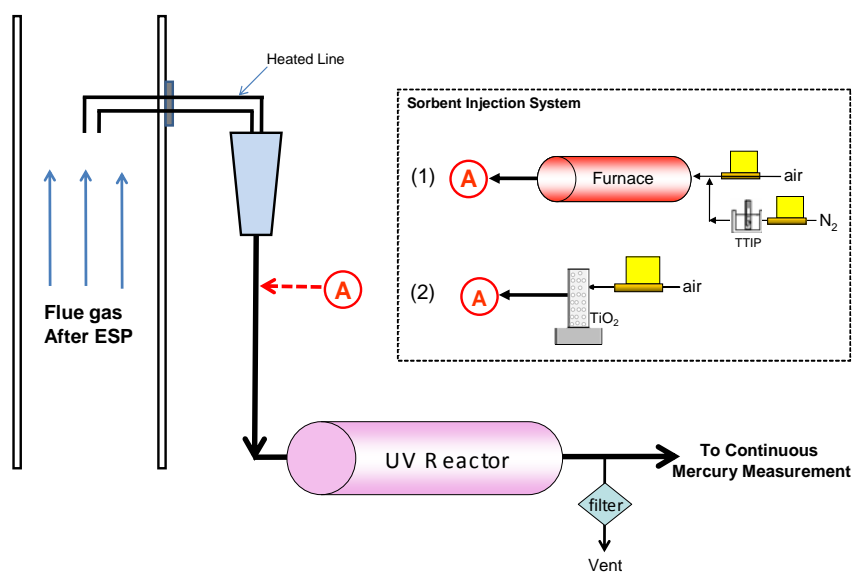 Heated Line
Sorbent Injection System
(1)
A
Furnace
air
N2
TTIP
(2)
A
air
TiO2
A
Flue gas
After ESP
UV Reactor
To Continuous
Mercury Measurement
filter
Vent